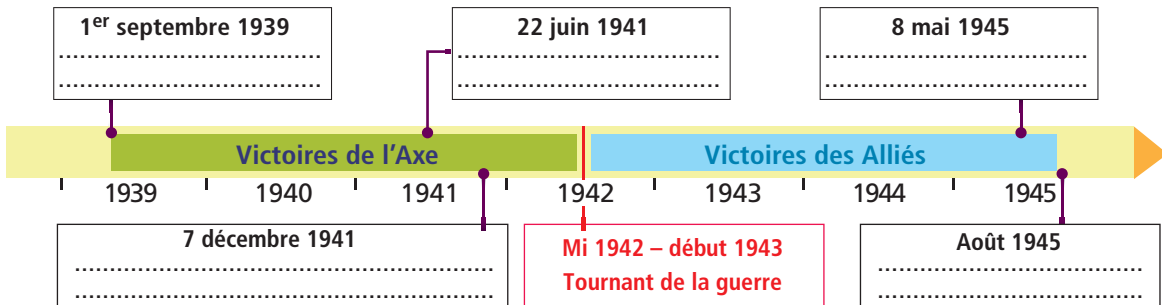 1er septembre 1939
................................................
................................................
22 juin 1941
................................................
................................................
8 mai 1945
................................................
................................................
Victoires de l'Axe
Victoires des Alliés
1939 1940 1941 1942 1943 1944 1945
7 décembre 1941
................................................................................
................................................................................
Mi 1942 – début 1943
Tournant de la guerre
Août 1945
................................................
................................................